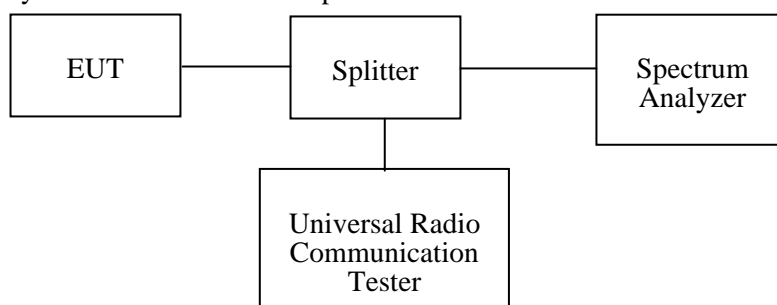 EUT
Splitter
Spectrum
Analyzer
Universal Radio
Communication
Tester